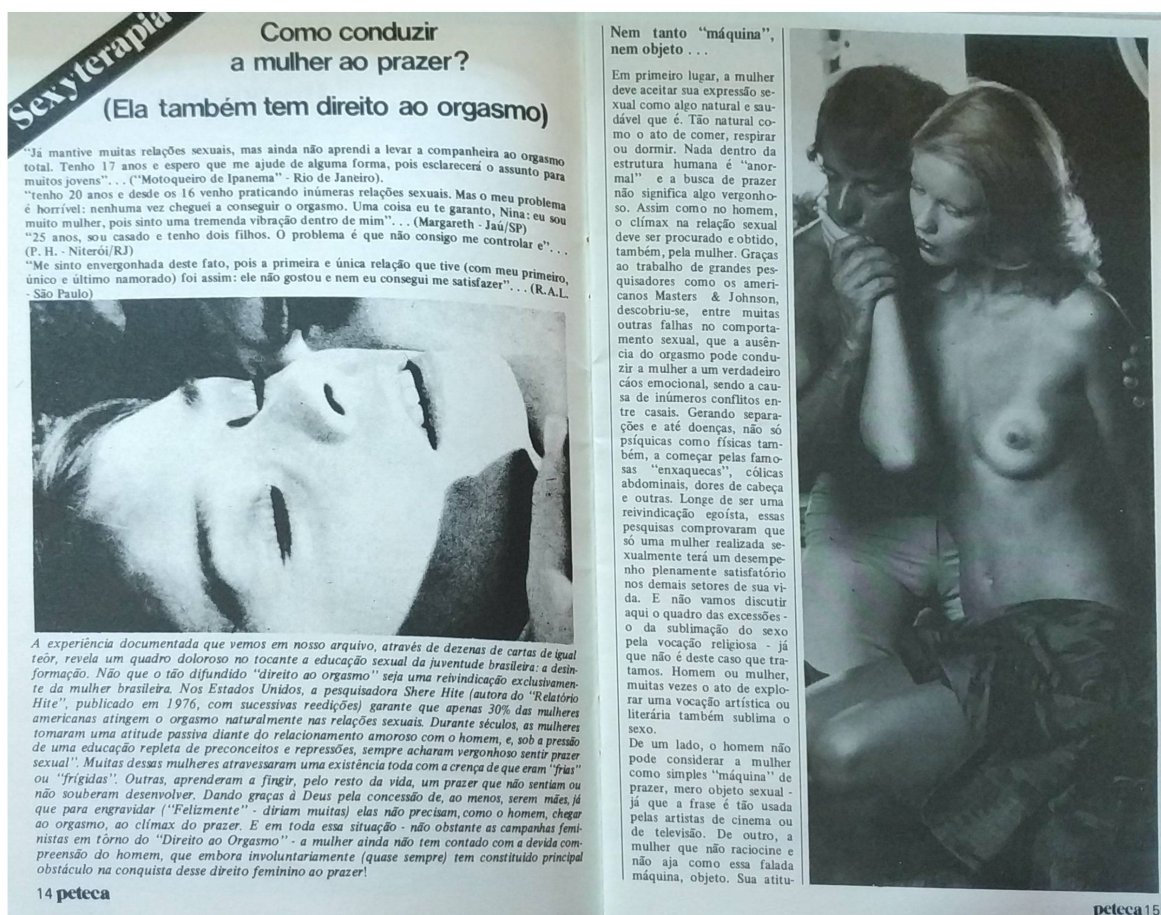 Sexyterapia
Como conduzir
a mulher ao prazer?
(Ela também tem direito ao orgasmo)
"Já mantive muitas relações sexuais, mas ainda não aprendi a levar a companheira ao orgasmo
total. Tenho 17 anos e espero que me ajude de alguma forma, pois esclarecerá o assunto para
muitos jovens". . . ("Motoqueiro de Ipanema" - Rio de Janeiro).
"tenho 20 anos e desde os 16 venho praticando inúmeras relações sexuais. Mas o meu problema
é horrível: nenhuma vez cheguei a conseguir o orgasmo. Uma coisa eu te garanto, Nina: eu sou
muito mulher, pois sinto uma tremenda vibração dentro de mim". . . (Margareth - Jaú/SP)
"25 anos, sou casado e tenho dois filhos. O problema é que não consigo me controlar e". . .
(P. H. - Niterói/RJ)
"Me sinto envergonhada deste fato, pois a primeira e única relação que tive (com meu primeiro,
único e último namorado) foi assim: ele não gostou e nem eu consegui me satisfazer". . . (R.A.L.
- São Paulo)
A experiência documentada que vemos em nosso arquivo, através de dezenas de cartas de igual
teôr, revela um quadro doloroso no tocante a educação sexual da juventude brasileira: a desin-
formação. Não que o tão difundido "direito ao orgasmo" seja uma reivindicação exclusivamen-
te da mulher brasileira. Nos Estados Unidos, a pesquisadora Shere Hite (autora do "Relatório
Hite", publicado em 1976, com sucessivas reedições) garante que apenas 30% das mulheres
americanas atingem o orgasmo naturalmente nas relações sexuais. Durante séculos, as mulheres
tomaram uma atitude passiva diante do relacionamento amoroso com o homem, e, sob a pressão
de uma educação repleta de preconceitos e repressões, sempre acharam vergonhoso sentir prazer
sexual". Muitas dessas mulheres atravessaram uma existência toda com a crença de que eram "frias"
ou "frígidas". Outras, aprenderam a fingir, pelo resto da vida, um prazer que não sentiam ou
não souberam desenvolver. Dando graças à Deus pela concessão de, ao menos, serem mães, já
que para engravidar ("Felizmente" - diriam muitas) elas não precisam, como o homem, chegar
ao orgasmo, ao clímax do prazer. E em toda essa situação - não obstante as campanhas femi-
nistas em tôrno do "Direito ao Orgasmo" - a mulher ainda não tem contado com a devida com-
preensão do homem, que embora involuntariamente (quase sempre) tem constituido principal
obstáculo na conquista desse direito feminino ao prazer!
14 peteca
Nem tanto "máquina",
nem objeto . . .
Em primeiro lugar, a mulher
deve aceitar sua expressão se-
xual como algo natural e sau-
dável que é. Tão natural co-
mo o ato de comer, respirar
ou dormir. Nada dentro da
estrutura humana é "anor-
mal" e a busca de prazer
não significa algo vergonho-
so. Assim como no homem,
o clímax na relação sexual
deve ser procurado e obtido,
também, pela mulher. Graças
ao trabalho de grandes pes-
quisadores como os ameri-
canos Masters & Johnson,
descobriu-se, entre muitas
outras falhas no comporta-
mento sexual, que a ausên-
cia do orgasmo pode condu-
zir a mulher a um verdadeiro
cáos emocional, sendo a cau-
sa de inúmeros conflitos en-
tre casais. Gerando separa-
ções e até doenças, não só
psíquicas como físicas tam-
bém, a começar pelas famo-
sas "enxaquecas", cólicas
abdominais, dores de cabeça
e outras. Longe de ser uma
reivindicação egoísta, essas
pesquisas comprovaram que
só uma mulher realizada se-
xualmente terá um desempe-
nho plenamente satisfatório
nos demais setores de sua vi-
da. E não vamos discutir
aqui o quadro das excessões -
o da sublimação do sexo
pela vocação religiosa - já
que não é deste caso que tra-
tamos. Homem ou mulher,
muitas vezes o ato de explo-
rar uma vocação artística ou
literária também sublima o
sexo.
De um lado, o homem não
pode considerar a mulher
como simples "máquina" de
prazer, mero objeto sexual -
já que a frase é tão usada
pelas artistas de cinema ou
de televisão. De outro, a
mulher que não raciocine e
não aja como essa falada
máquina, objeto. Sua atitu-
peteca 15